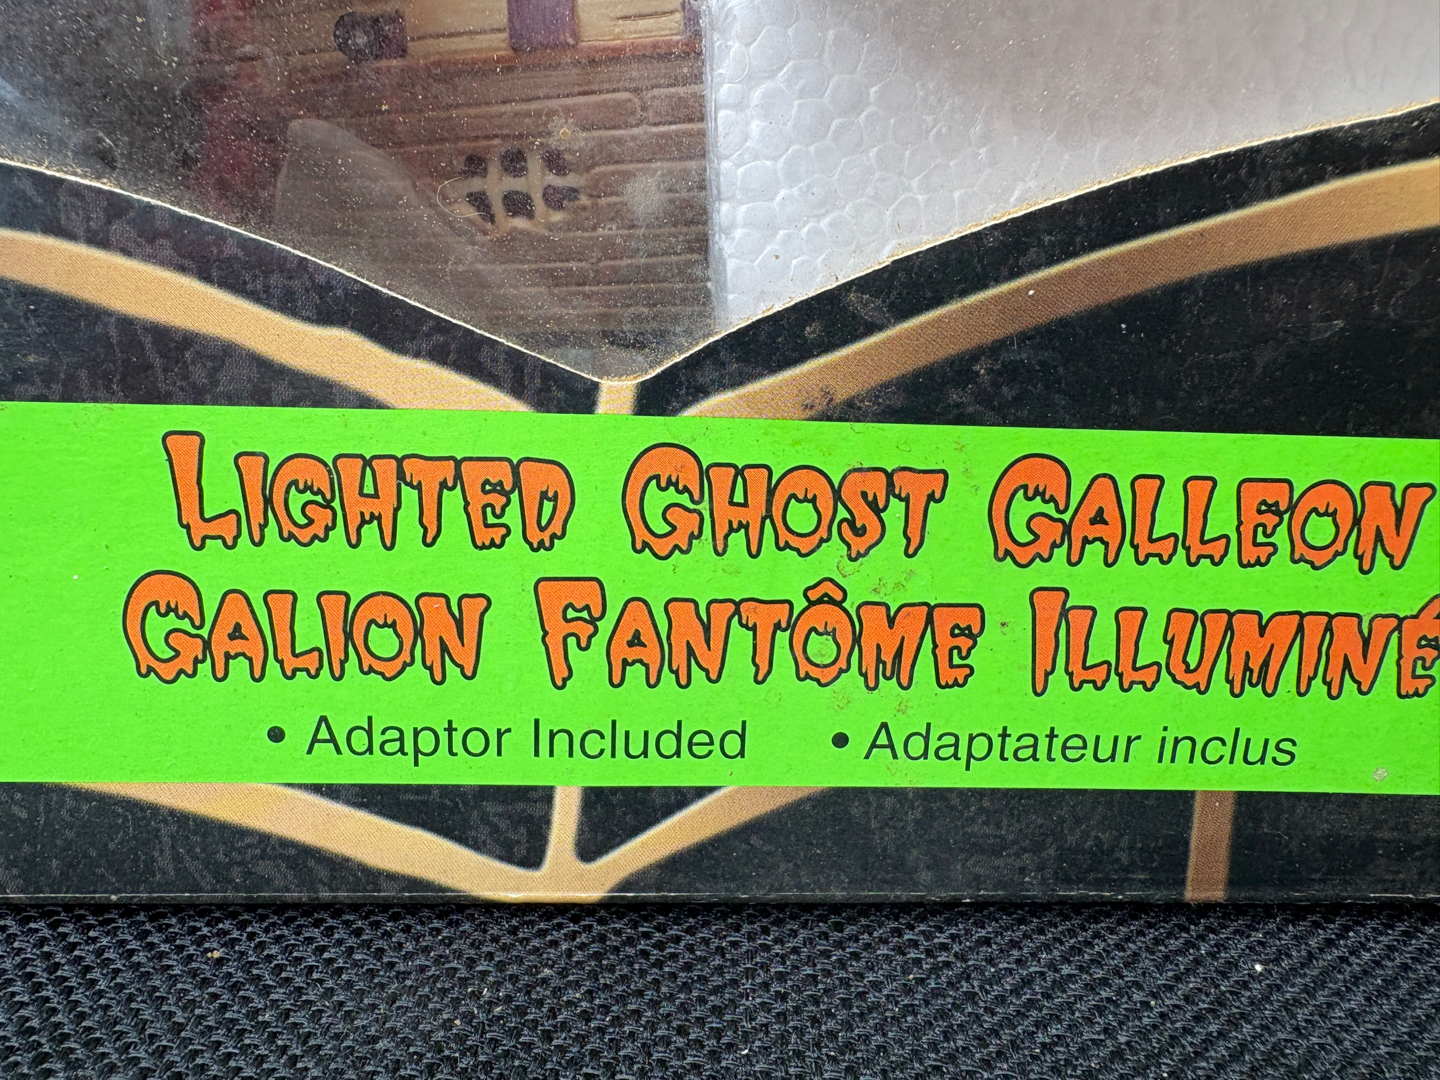 LIGHTED GHOST GALLEON
GALION FANTÔME ILLUMINÉ
• Adaptor Included • Adaptateur inclus